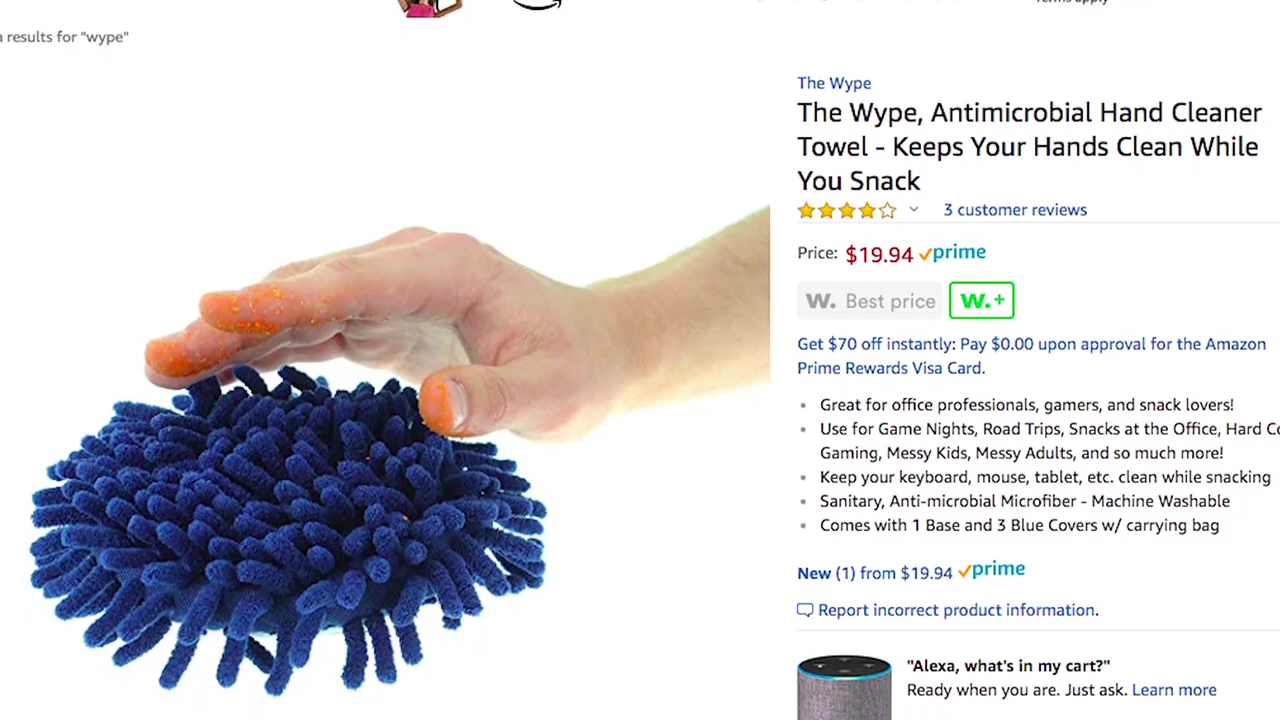 Terms apply
results for "wype"
The Wype
The Wype, Antimicrobial Hand Cleaner
Towel - Keeps Your Hands Clean While
You Snack
3 customer reviews
Price: $19.94 prime
w. Best price w.+
Get $70 off instantly: Pay $0.00 upon approval for the Amazon
Prime Rewards Visa Card.
Great for office professionals, gamers, and snack lovers!
Use for Game Nights, Road Trips, Snacks at the Office, Hard Co
Gaming, Messy Kids, Messy Adults, and so much more!
Keep your keyboard, mouse, tablet, etc. clean while snacking
Sanitary, Anti-microbial Microfiber - Machine Washable
Comes with 1 Base and 3 Blue Covers w/ carrying bag
New (1) from $19.94 prime
Report incorrect product information.
"Alexa, what's in my cart?"
Ready when you are. Just ask. Learn more